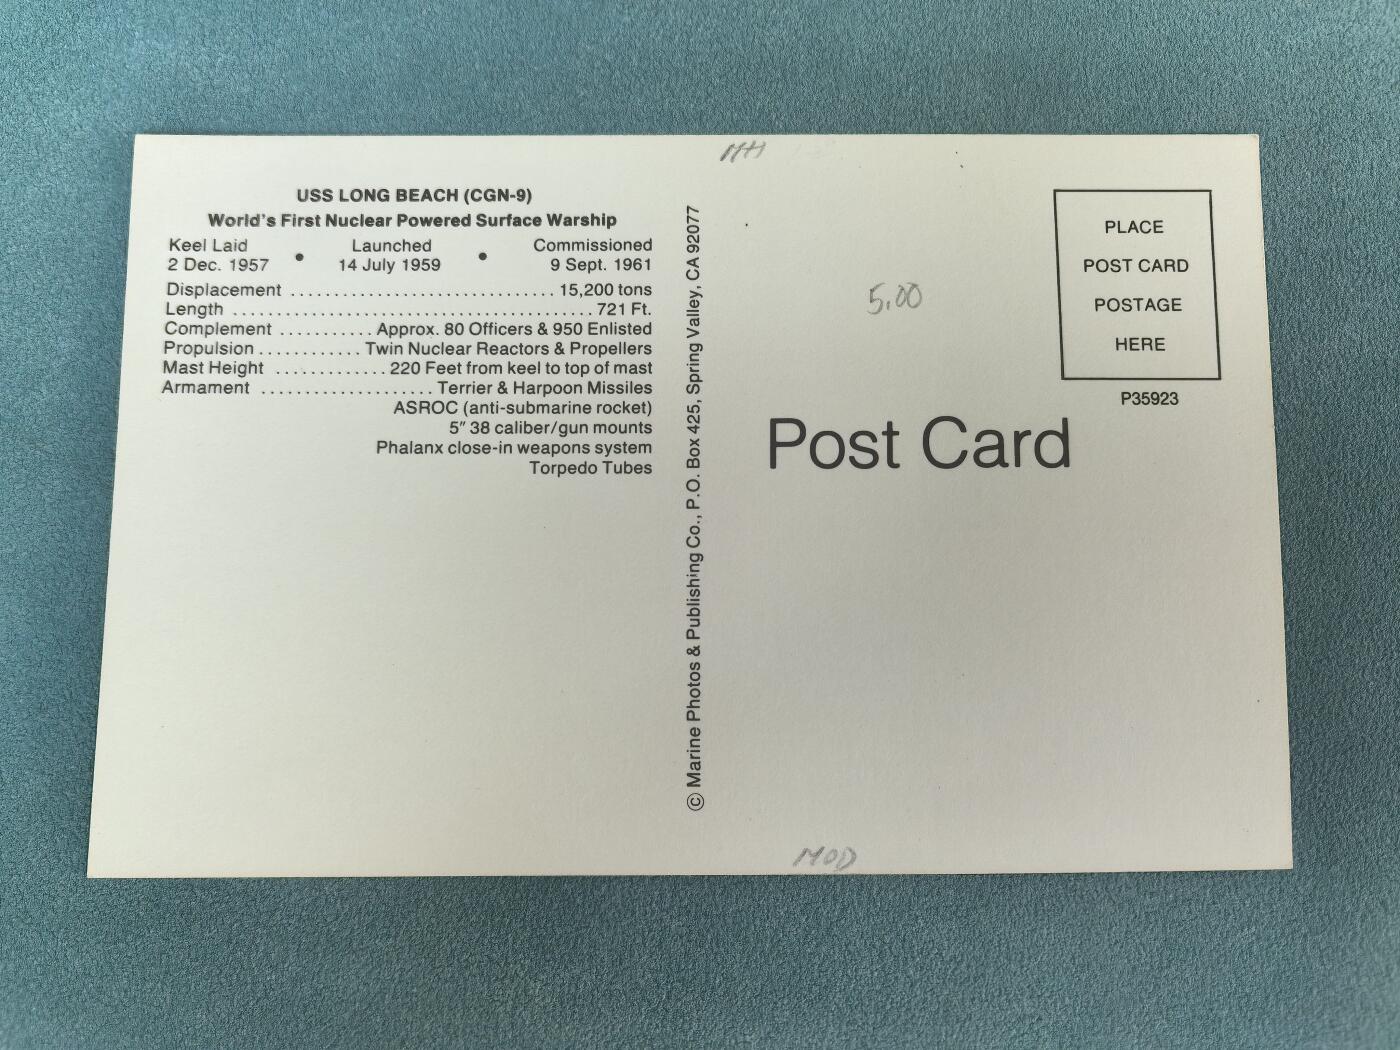 USS LONG BEACH (CGN-9)
World's First Nuclear Powered Surface Warship
Keel Laid • Launched • Commissioned
2 Dec. 1957 14 July 1959 9 Sept. 1961
Displacement .............................. 15,200 tons
Length ......................................... 721 Ft.
Complement ........... Approx. 80 Officers & 950 Enlisted
Propulsion ............ Twin Nuclear Reactors & Propellers
Mast Height ............. 220 Feet from keel to top of mast
Armament .................... Terrier & Harpoon Missiles
ASROC (anti-submarine rocket)
5" 38 caliber/gun mounts
Phalanx close-in weapons system
Torpedo Tubes
© Marine Photos & Publishing Co., P.O. Box 425, Spring Valley, CA 92077
5.00
PLACE
POST CARD
POSTAGE
HERE
P35923
Post Card
MOD